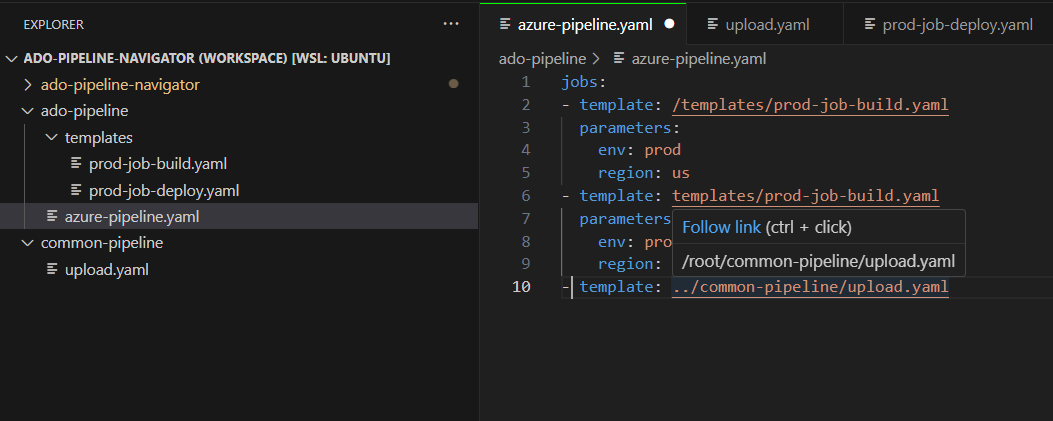 EXPLORER
ADO-PIPELINE-NAVIGATOR (WORKSPACE) [WSL: UBUNTU]
ado-pipeline-navigator
ado-pipeline
templates
prod-job-build.yaml
prod-job-deploy.yaml
azure-pipeline.yaml
common-pipeline
upload.yaml
azure-pipeline.yaml
upload.yaml
prod-job-deploy.yaml
ado-pipeline > azure-pipeline.yaml
1 jobs:
2 - template: /templates/prod-job-build.yaml
3 parameters:
4 env: prod
5 region: us
6 - template: templates/prod-job-build.yaml
7 parameters
8 env: pro
9 region:
10 - template: ../common-pipeline/upload.yaml
Follow link (ctrl + click)
/root/common-pipeline/upload.yaml